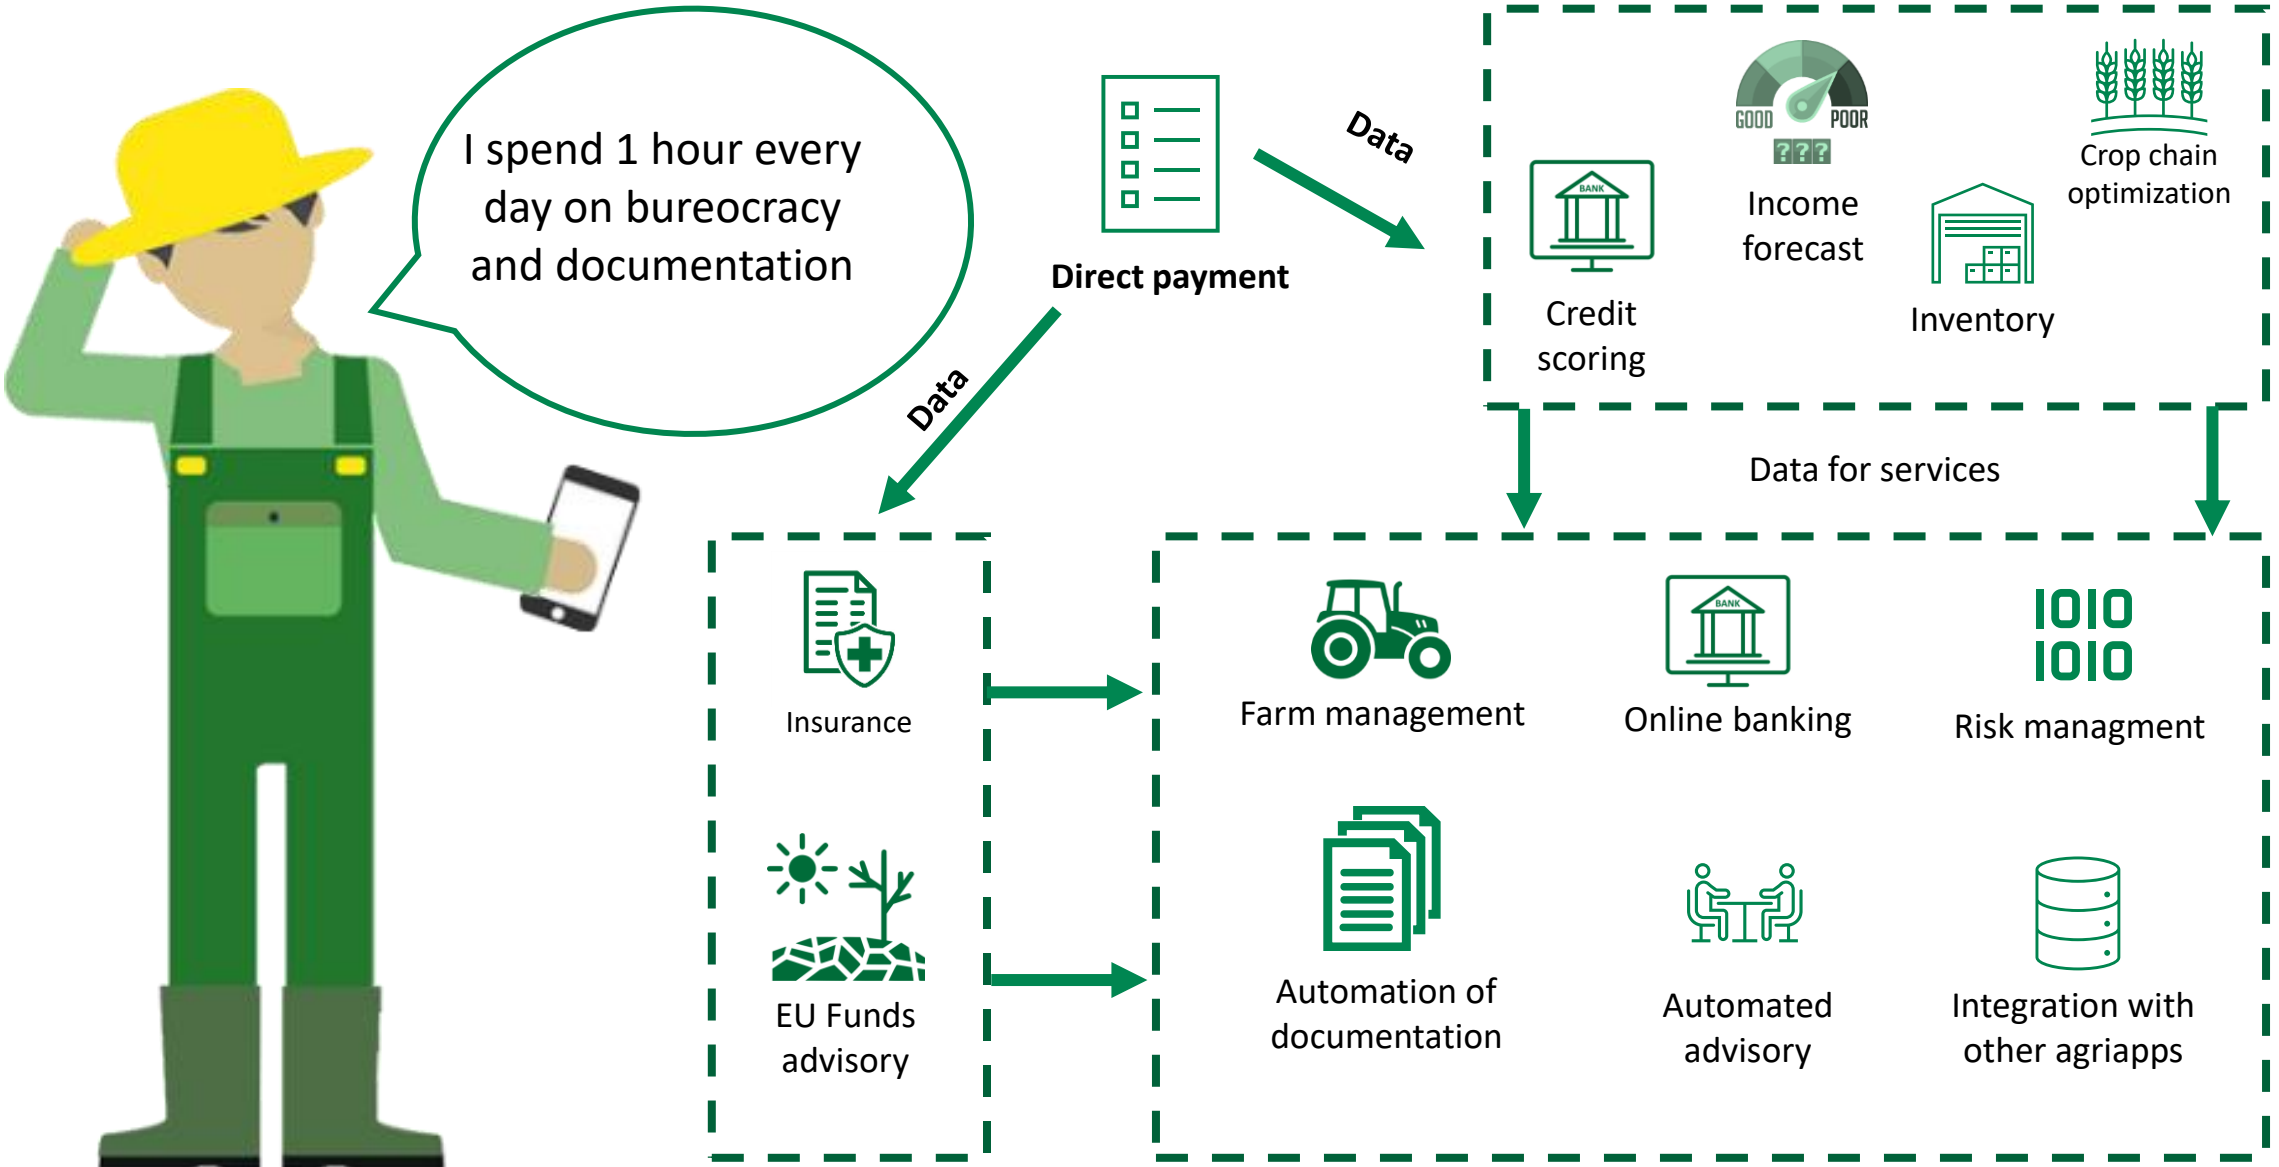 I spend 1 hour every
day on bureocracy
and documentation
Direct payment
Data
Data
BANK
Credit
scoring
GOOD POOR
???
Income
forecast
Inventory
Crop chain
optimization
Data for services
Insurance
EU Funds
advisory
Farm management
BANK
Online banking
1010
1010
Risk managment
Automation of
documentation
Automated
advisory
Integration with
other agriapps